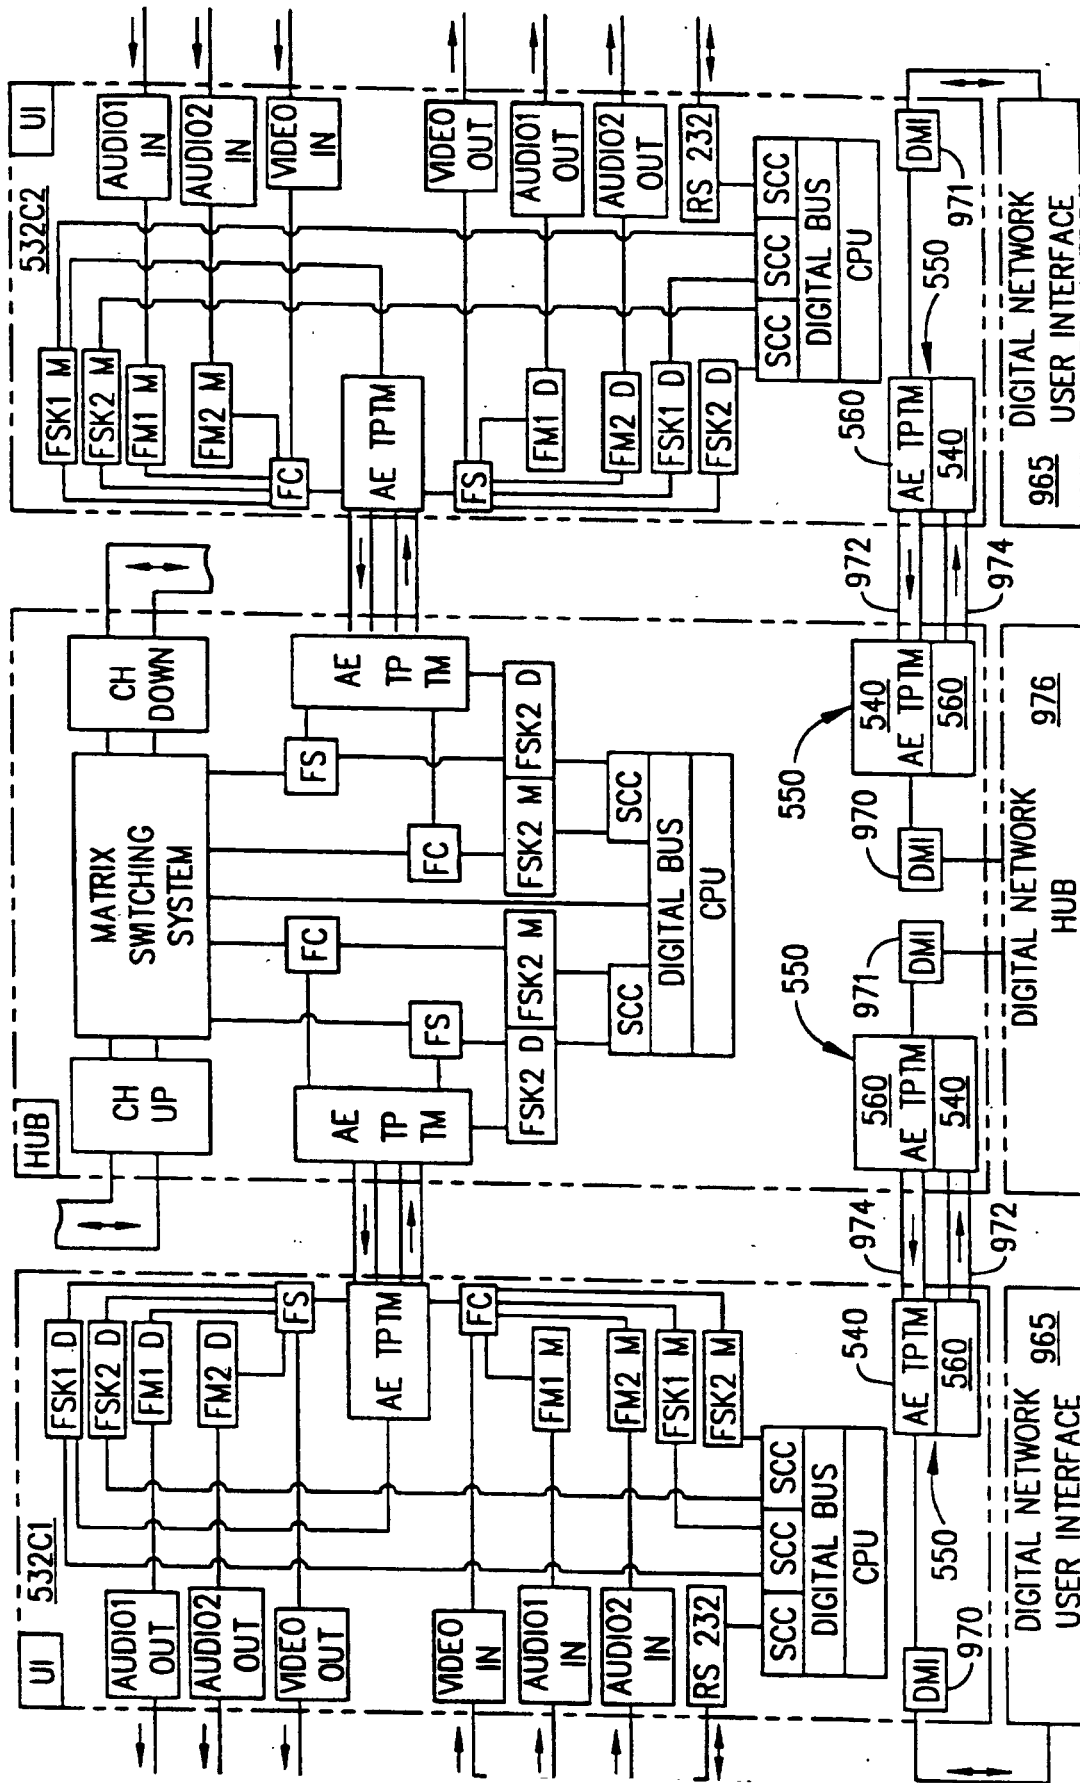 UI
532C1
AUDIO1
OUT
AUDIO2
OUT
VIDEO
OUT
VIDEO
IN
AUDIO1
IN
AUDIO2
IN
RS 232
FSK1 D
FSK2 D
FM1 D
FM2 D
FS
AE TPTM
FC
FM1 M
FM2 M
FSK1 M
FSK2 M
SCC
SCC
SCC
DIGITAL BUS
CPU
DMI
970
550
540
AE TPTM
560
974
972
DIGITAL NETWORK
USER INTERFACE
965
HUB
CH
UP
MATRIX
SWITCHING
SYSTEM
CH
DOWN
AE
TP
TM
FS
FC
FC
FS
AE
TP
TM
FSK2 D
FSK2 M
FSK2 M
FSK2 D
SCC
SCC
DIGITAL BUS
CPU
560
AE TPTM
540
550
971
DMI
DMI
970
550
540
AE TPTM
560
DIGITAL NETWORK
HUB
976
972
974
532C2
UI
FSK1 M
FSK2 M
FM1 M
FM2 M
FC
AE TPTM
FS
FM1 D
FM2 D
FSK1 D
FSK2 D
AUDIO1
IN
AUDIO2
IN
VIDEO
IN
VIDEO
OUT
AUDIO1
OUT
AUDIO2
OUT
RS 232
SCC
SCC
SCC
DIGITAL BUS
CPU
560
AE TPTM
540
550
DMI
971
965
DIGITAL NETWORK
USER INTERFACE